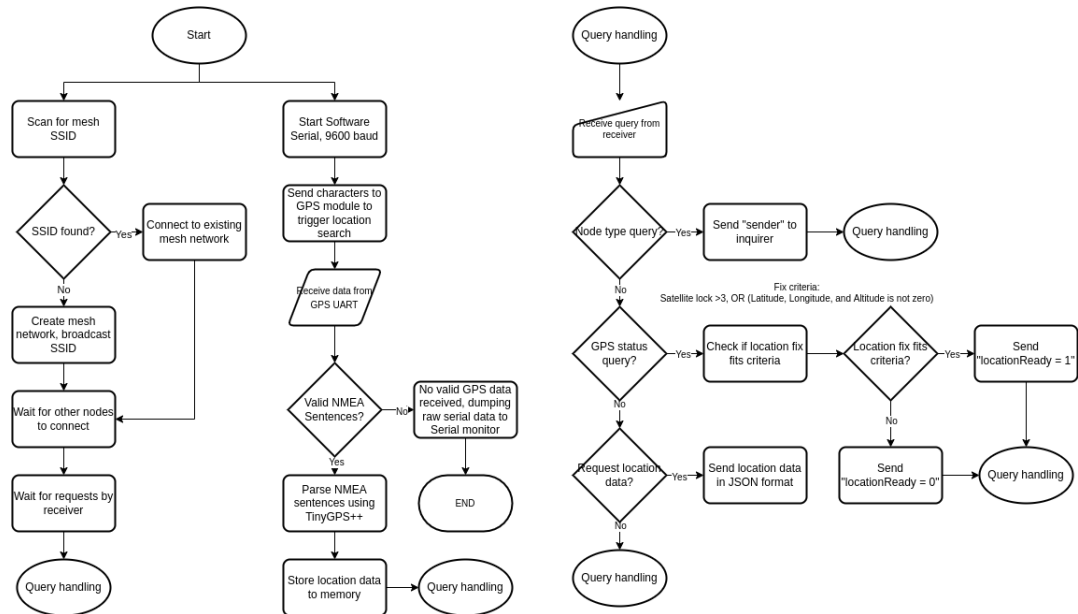 Start
Scan for mesh
SSID
SSID found?
Yes
Connect to existing
mesh network
No
Create mesh
network, broadcast
SSID
Wait for other nodes
to connect
Wait for requests by
receiver
Query handling
Start Software
Serial, 9600 baud
Send characters to
GPS module to
trigger location
search
Receive data from
GPS UART
Valid NMEA
Sentences?
No
No valid GPS data
received, dumping
raw serial data to
Serial monitor
END
Yes
Parse NMEA
sentences using
TinyGPS++
Store location data
to memory
Query handling
Query handling
Receive query from
receiver
Node type query?
Yes
Send "sender" to
inquirer
Query handling
No
Fix criteria:
Satellite lock >3, OR (Latitude, Longitude, and Altitude is not zero)
GPS status
query?
Yes
Check if location fix
fits criteria
Location fix fits
criteria?
Yes
Send
"locationReady = 1"
No
Send
"locationReady = 0"
Query handling
No
Request location
data?
Yes
Send location data
in JSON format
No
Query handling